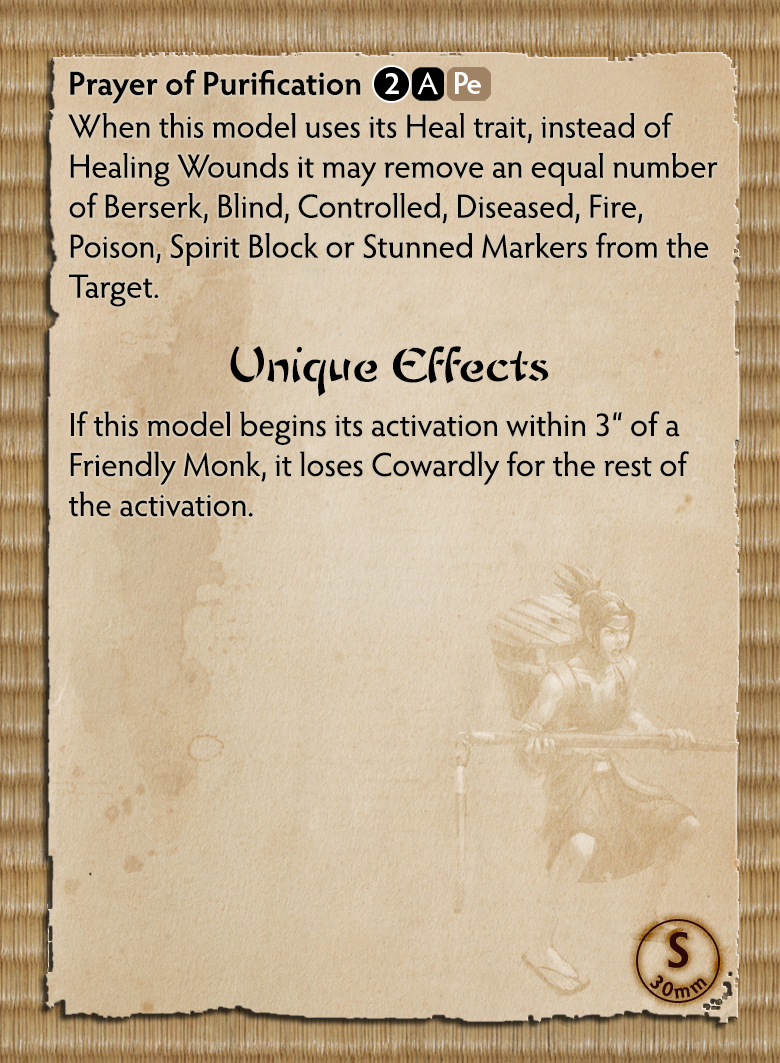 Prayer of Purification 2 A Pe
When this model uses its Heal trait, instead of
Healing Wounds it may remove an equal number
of Berserk, Blind, Controlled, Diseased, Fire,
Poison, Spirit Block or Stunned Markers from the
Target.
Unique Effects
If this model begins its activation within 3" of a
Friendly Monk, it loses Cowardly for the rest of
the activation.
S
30mm